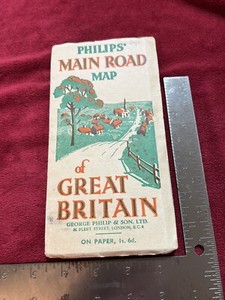 PHILIPS'
MAIN ROAD
MAP
of
GREAT
BRITAIN
GEORGE PHILIP & SON, LTD.
32 FLEET STREET, LONDON, E.C.4
ON PAPER, 1s. 6d.